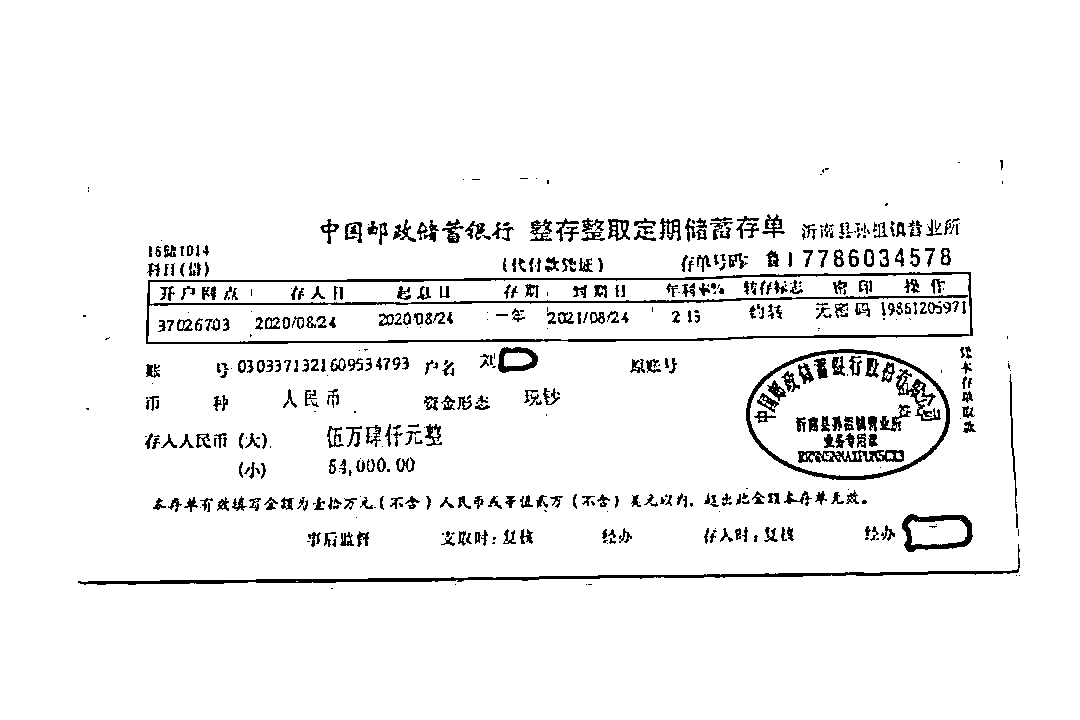 中国邮政储蓄银行 整存整取定期储蓄存单 沂南县孙祖镇营业所
16储1014
科目(借) (代付款凭证) 存单号码: 鲁17786034578
开户网点 存入日 起息日 存期 到期日 年利率% 转存标志 密印 操作
37026703 2020/08/24 2020/08/24 一年 2021/08/24 2.15 约转 无密码 19861205971
账号 0303371321609534793 户名 刘 原账号
币种 人民币 资金形态 现钞
存入人民币(大) 伍万肆仟元整
(小) 54,000.00
中国邮政储蓄银行股份有限公司
沂南县孙祖镇营业所
业务专用章
凭本存单取款
本存单有效填写金额为壹拾万元(不含)人民币或等值贰万(不含)美元以内，超出此金额本存单无效。
事后监督 支取时:复核 经办 存入时:复核 经办